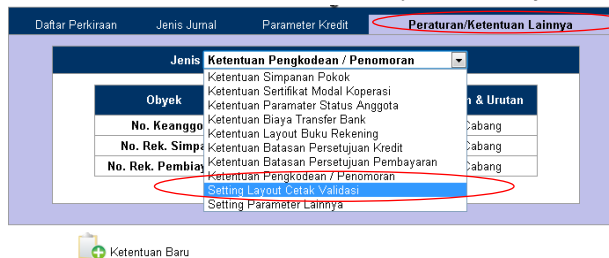 Daftar Perkiraan Jenis Jurnal Parameter Kredit Peraturan/Ketentuan Lainnya
Jenis Ketentuan Pengkodean / Penomoran
Ketentuan Simpanan Pokok
Ketentuan Sertifikat Modal Koperasi
Ketentuan Paramater Status Anggota
Ketentuan Biaya Transfer Bank
Ketentuan Layout Buku Rekening
Ketentuan Batasan Persetujuan Kredit
Ketentuan Batasan Persetujuan Pembayaran
Ketentuan Pengkodean / Penomoran
Setting Layout Cetak Validasi
Setting Parameter Lainnya
Obyek & Urutan
No. Keanggo Cabang
No. Rek. Simpa Cabang
No. Rek. Pembiay Cabang
Ketentuan Baru